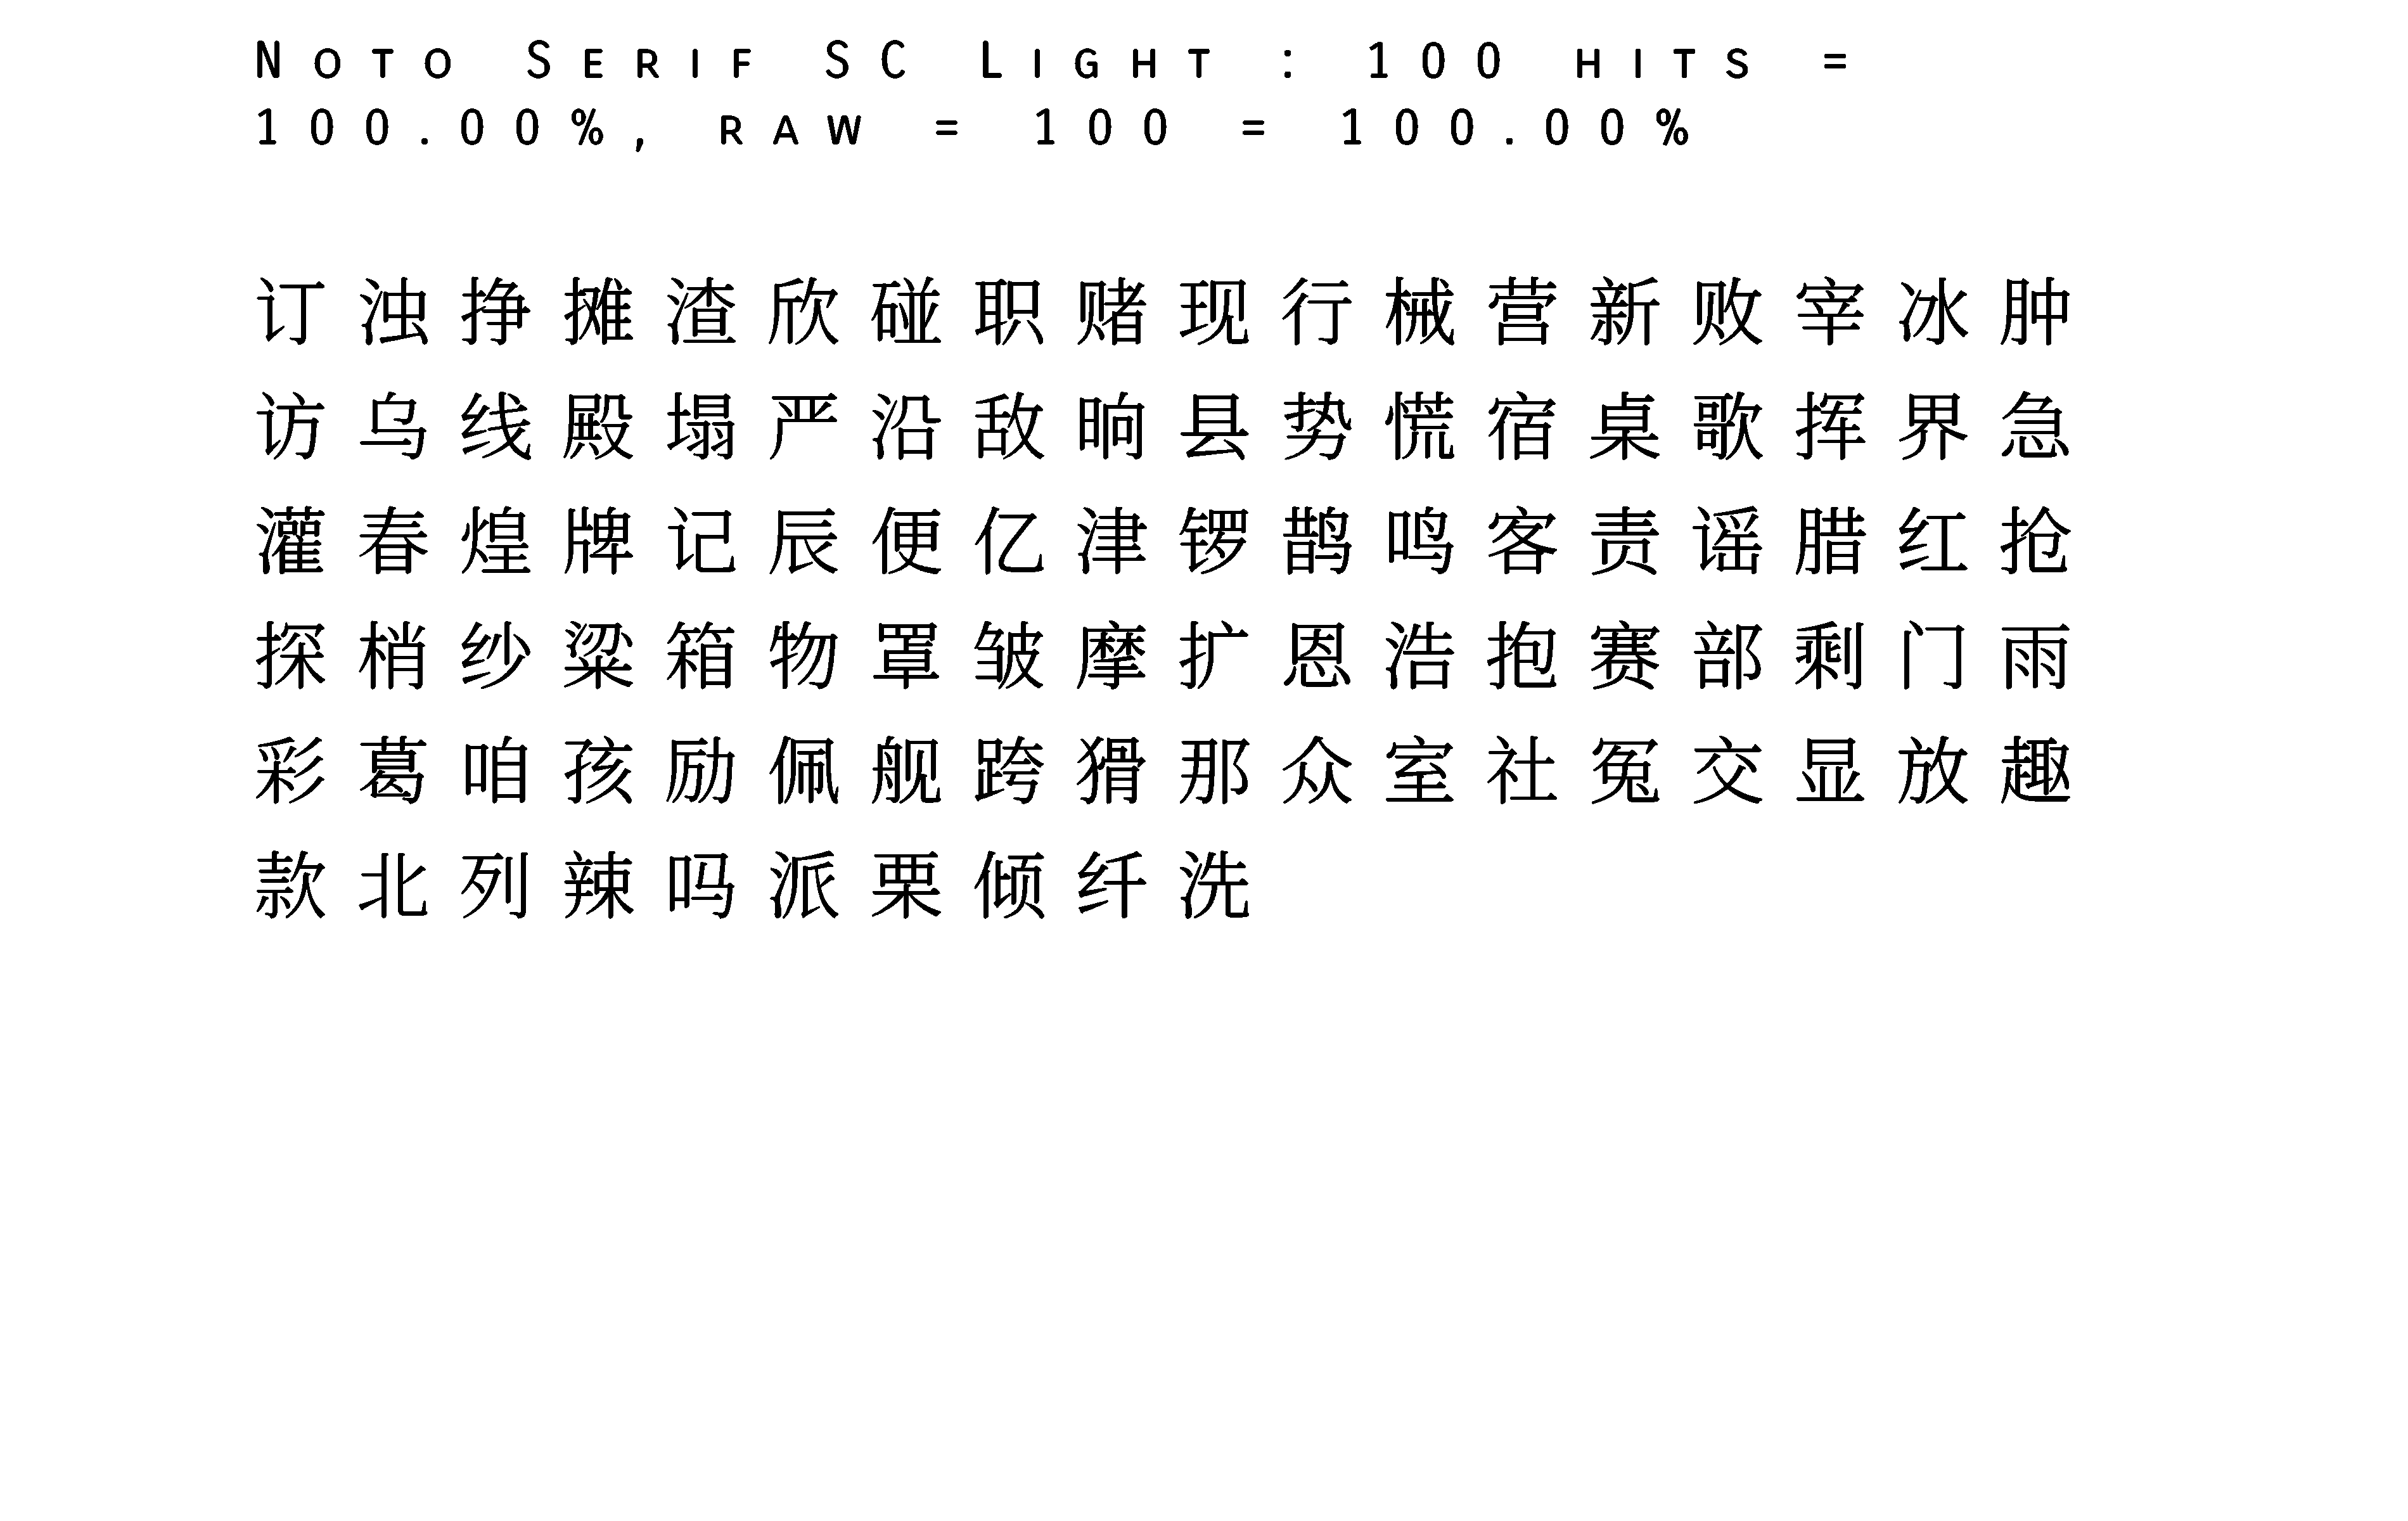 Noto Serif SC Light : 100 hits =
100.00%, raw = 100 = 100.00%
订浊挣摊渣欣碰职赌现行械营新败宰冰肿
访乌线殿塌严沿敌晌县势慌宿桌歌挥界急
灌春煌牌记辰便亿津锣鹊鸣客责谣腊红抢
探梢纱粱箱物罩皱摩扩恩浩抱赛部剩门雨
彩葛咱孩励佩舰跨猾那众室社冤交显放趣
款北列辣吗派栗倾纤洗